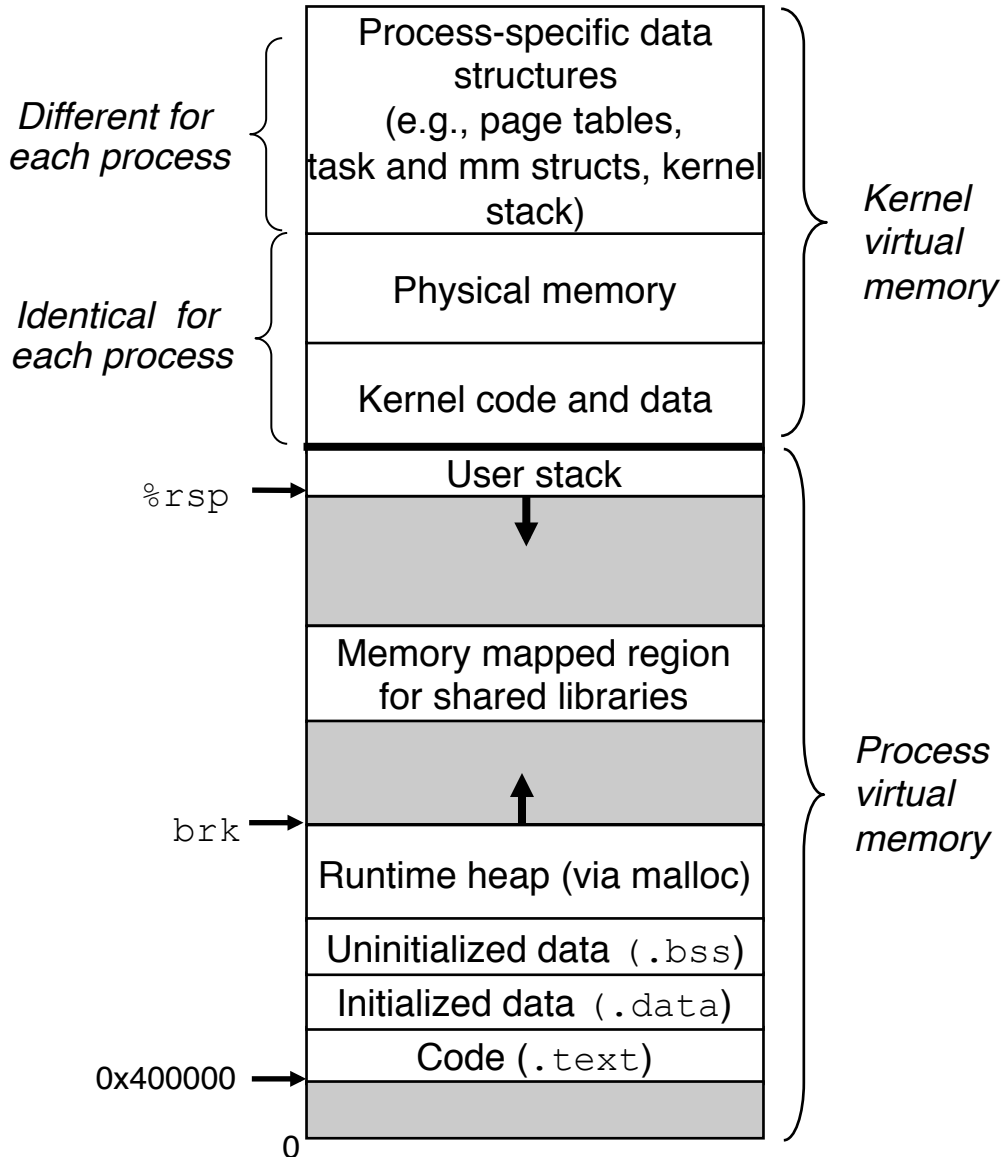 Process-specific data
structures
(e.g., page tables,
task and mm structs, kernel
stack)
Different for
each process
Kernel
virtual
memory
Physical memory
Identical for
each process
Kernel code and data
User stack
%rsp
Memory mapped region
for shared libraries
Process
virtual
memory
brk
Runtime heap (via malloc)
Uninitialized data (.bss)
Initialized data (.data)
Code (.text)
0x400000
0